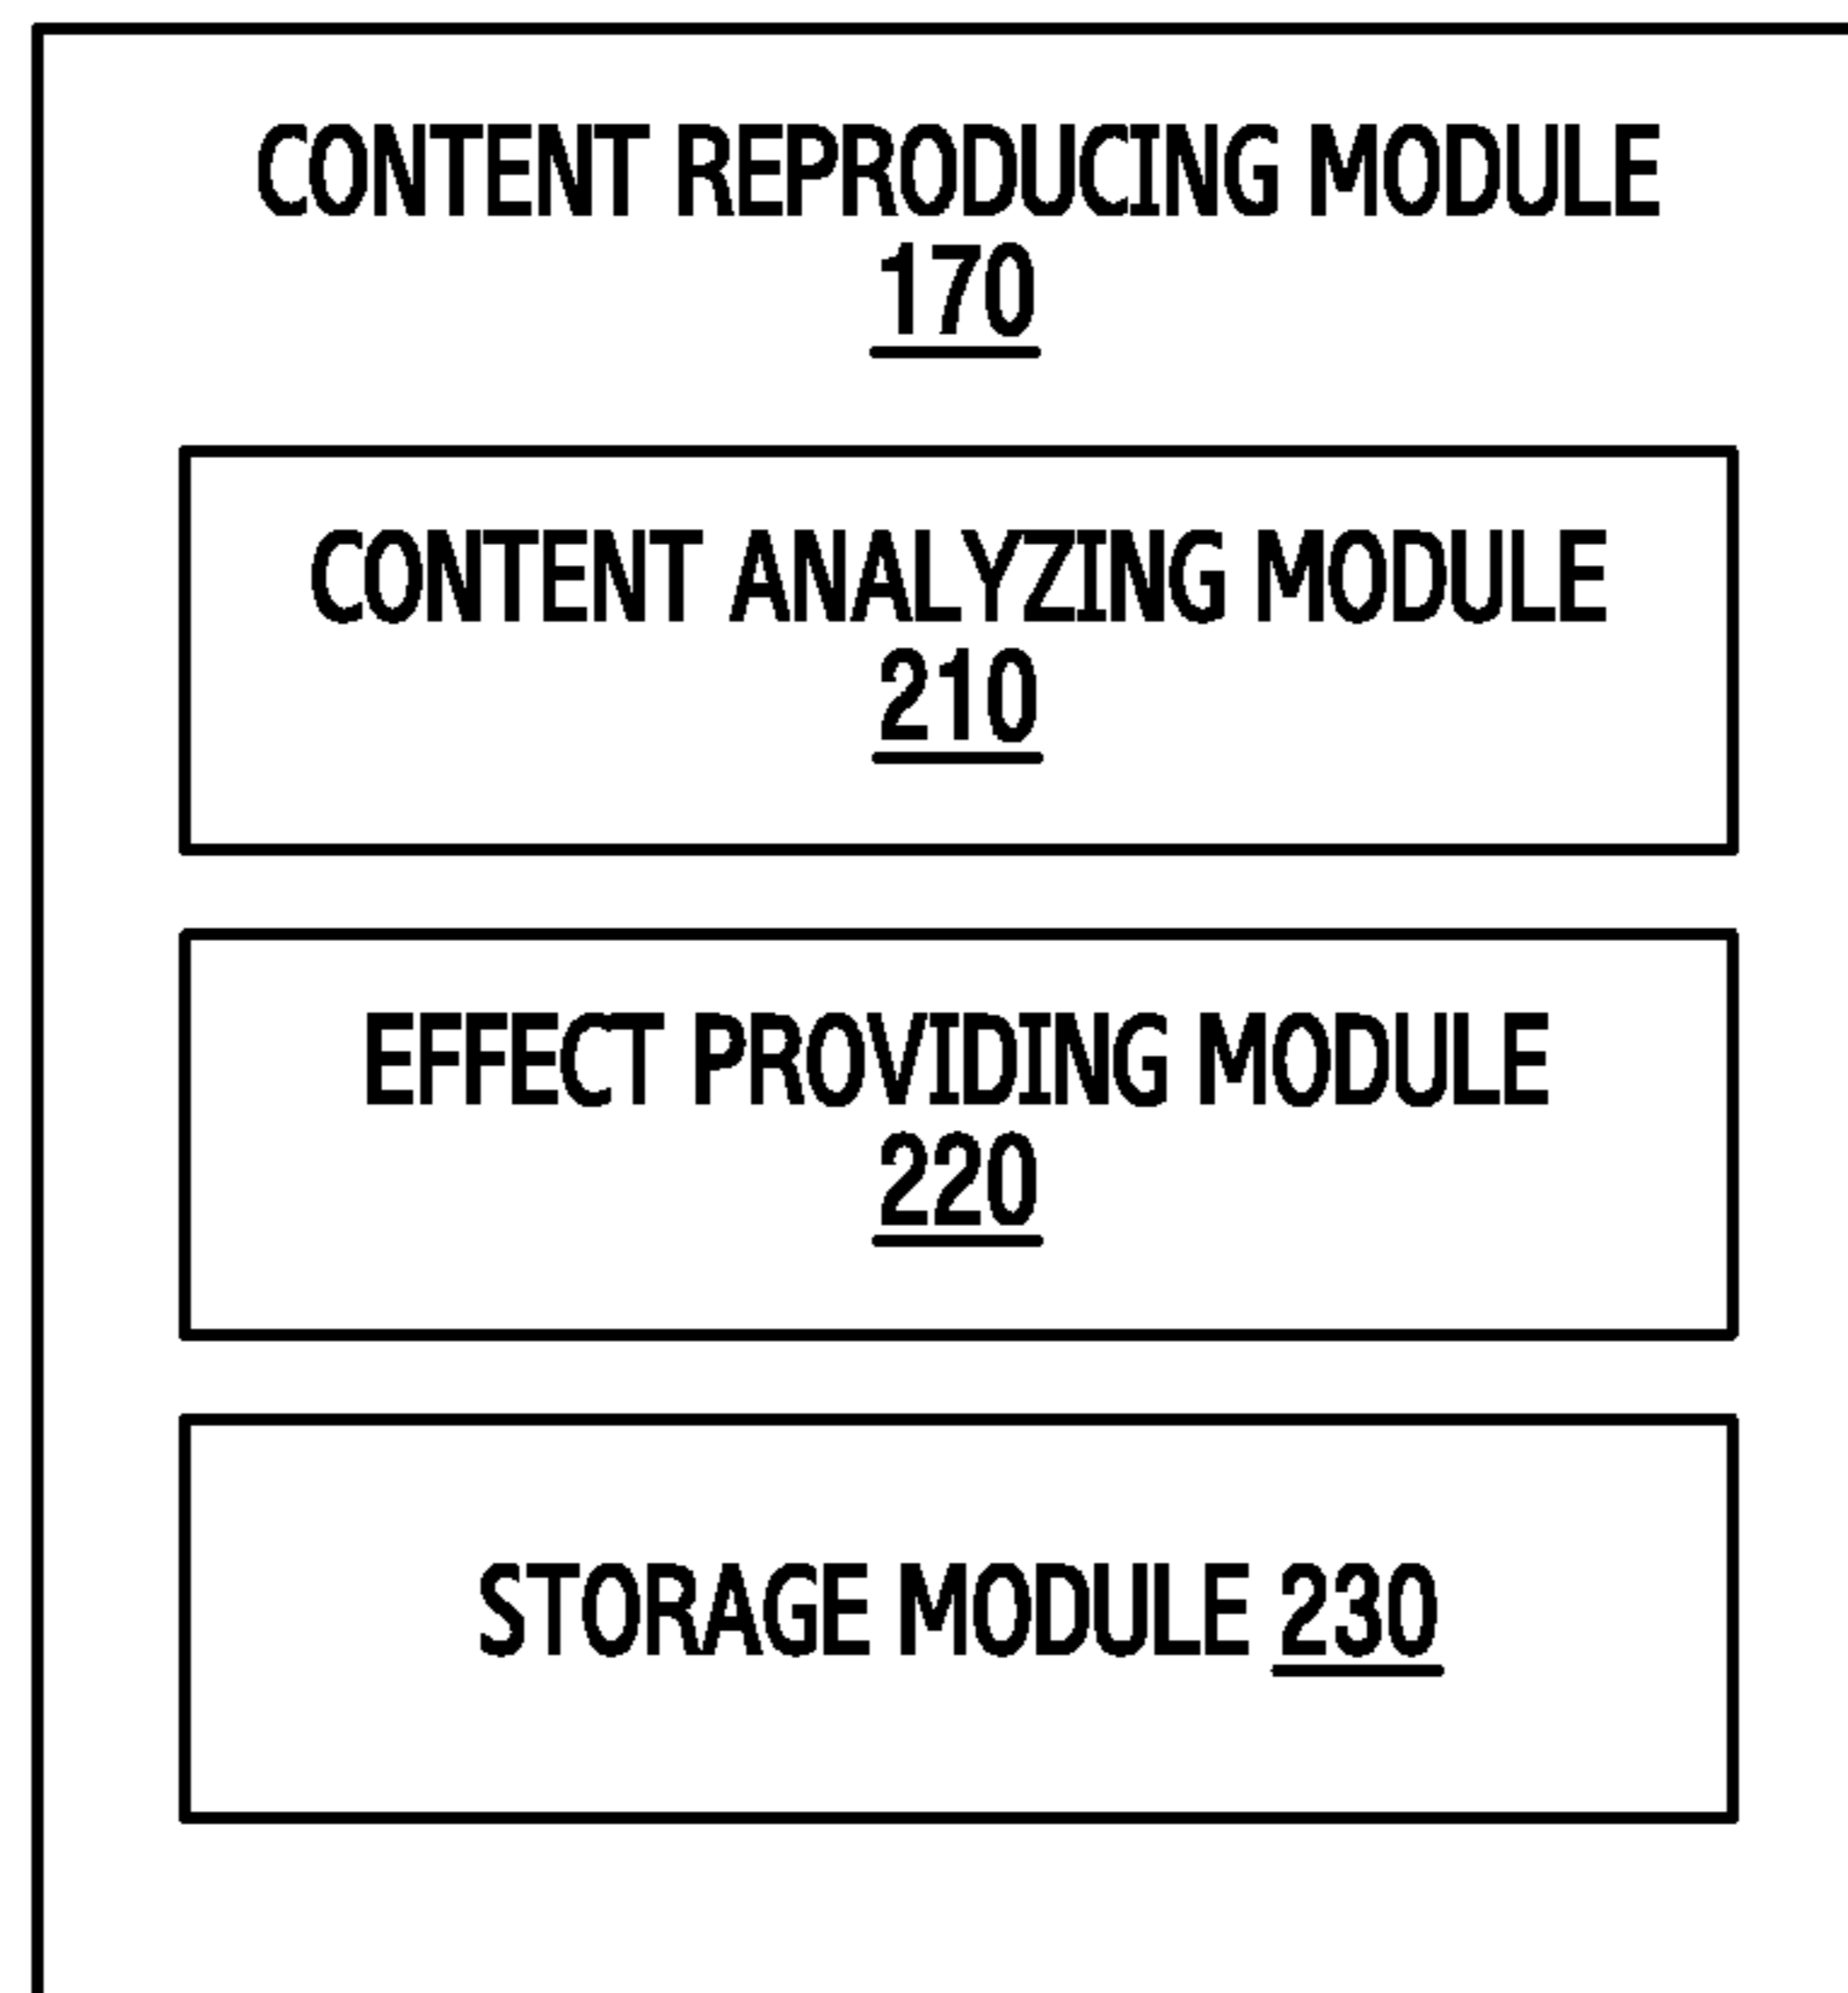 CONTENT REPRODUCING MODULE
170
CONTENT ANALYZING MODULE
210
EFFECT PROVIDING MODULE
220
STORAGE MODULE 230